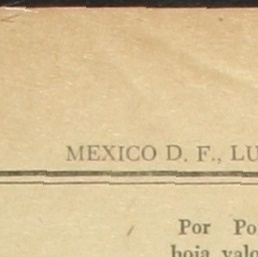 MEXICO D. F., LU
Por Po
hoja valo